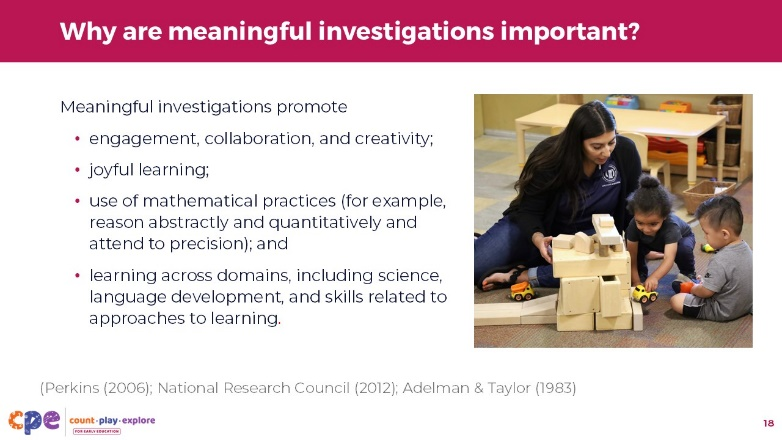 Why are meaningful investigations important?
Meaningful investigations promote
• engagement, collaboration, and creativity;
• joyful learning;
• use of mathematical practices (for example,
reason abstractly and quantitatively and
attend to precision); and
• learning across domains, including science,
language development, and skills related to
approaches to learning.
(Perkins (2006); National Research Council (2012); Adelman & Taylor (1983)
cpe count·play·explore
FOR EARLY EDUCATION
18